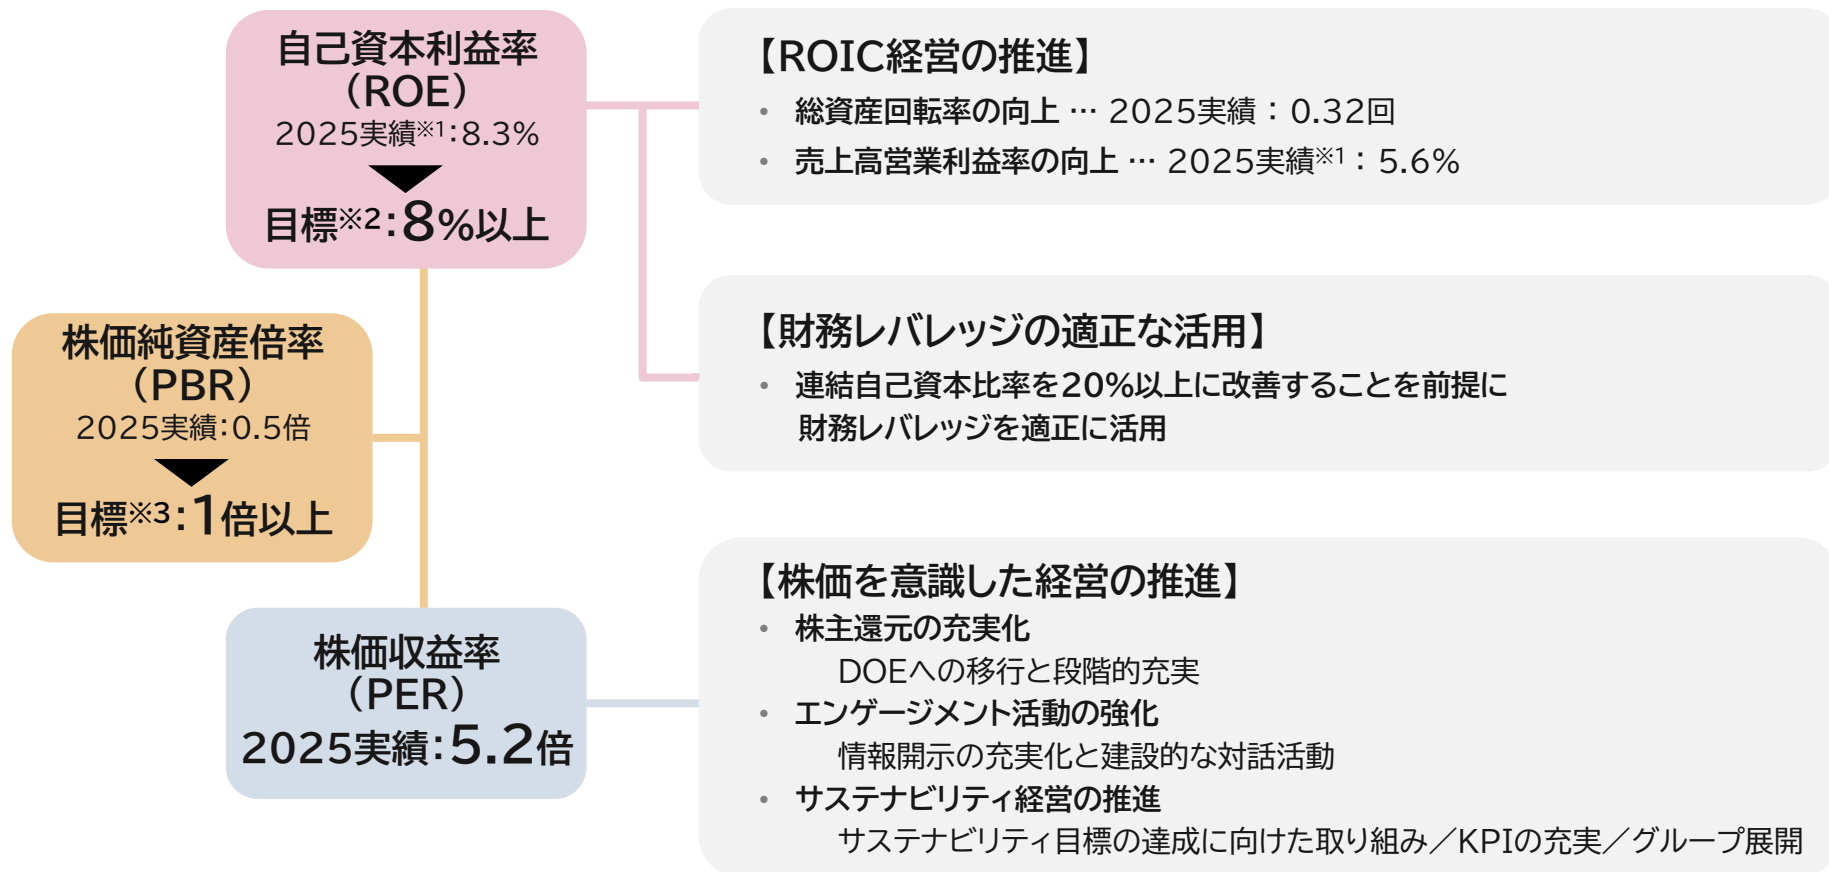 自己資本利益率
(ROE)
2025実績※1:8.3%
目標※2:8%以上
株価純資産倍率
(PBR)
2025実績:0.5倍
目標※3:1倍以上
株価収益率
(PER)
2025実績:5.2倍
【ROIC経営の推進】
・ 総資産回転率の向上 … 2025実績 : 0.32回
・ 売上高営業利益率の向上 … 2025実績※1 : 5.6%
【財務レバレッジの適正な活用】
・ 連結自己資本比率を20%以上に改善することを前提に
財務レバレッジを適正に活用
【株価を意識した経営の推進】
・ 株主還元の充実化
DOEへの移行と段階的充実
・ エンゲージメント活動の強化
情報開示の充実化と建設的な対話活動
・ サステナビリティ経営の推進
サステナビリティ目標の達成に向けた取り組み/KPIの充実/グループ展開